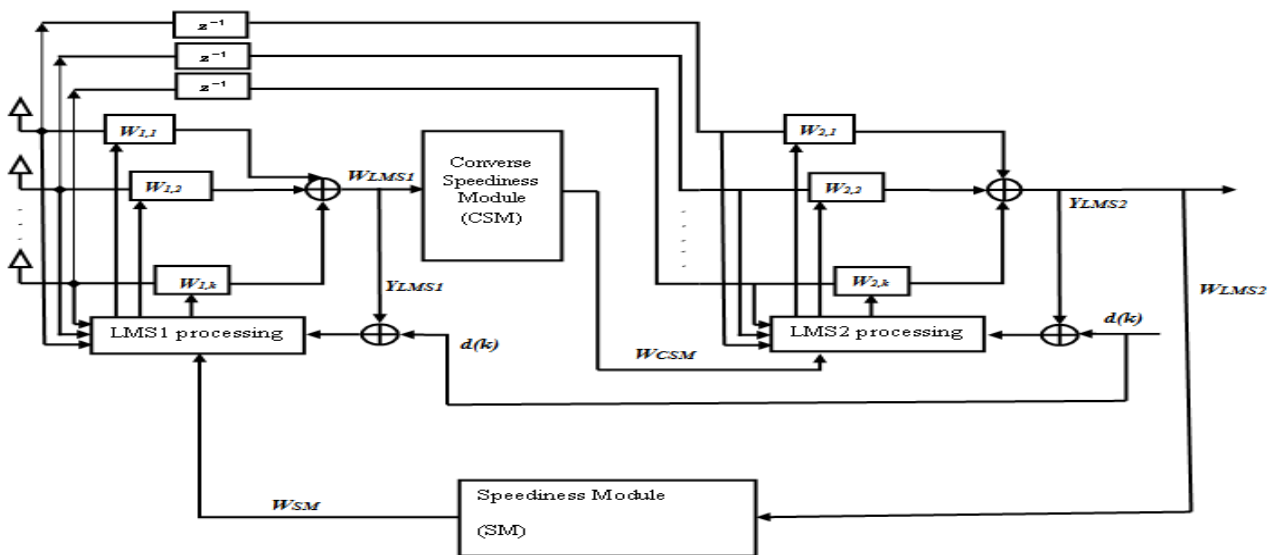 z⁻¹
z⁻¹
z⁻¹
W1,1
W1,2
W1,k
WLMS1
YLMS1
Converse
Speediness
Module
(CSM)
W2,1
W2,2
W2,k
YLMS2
WLMS2
LMS1 processing
d(k)
WCSM
LMS2 processing
d(k)
WSM
Speediness Module
(SM)